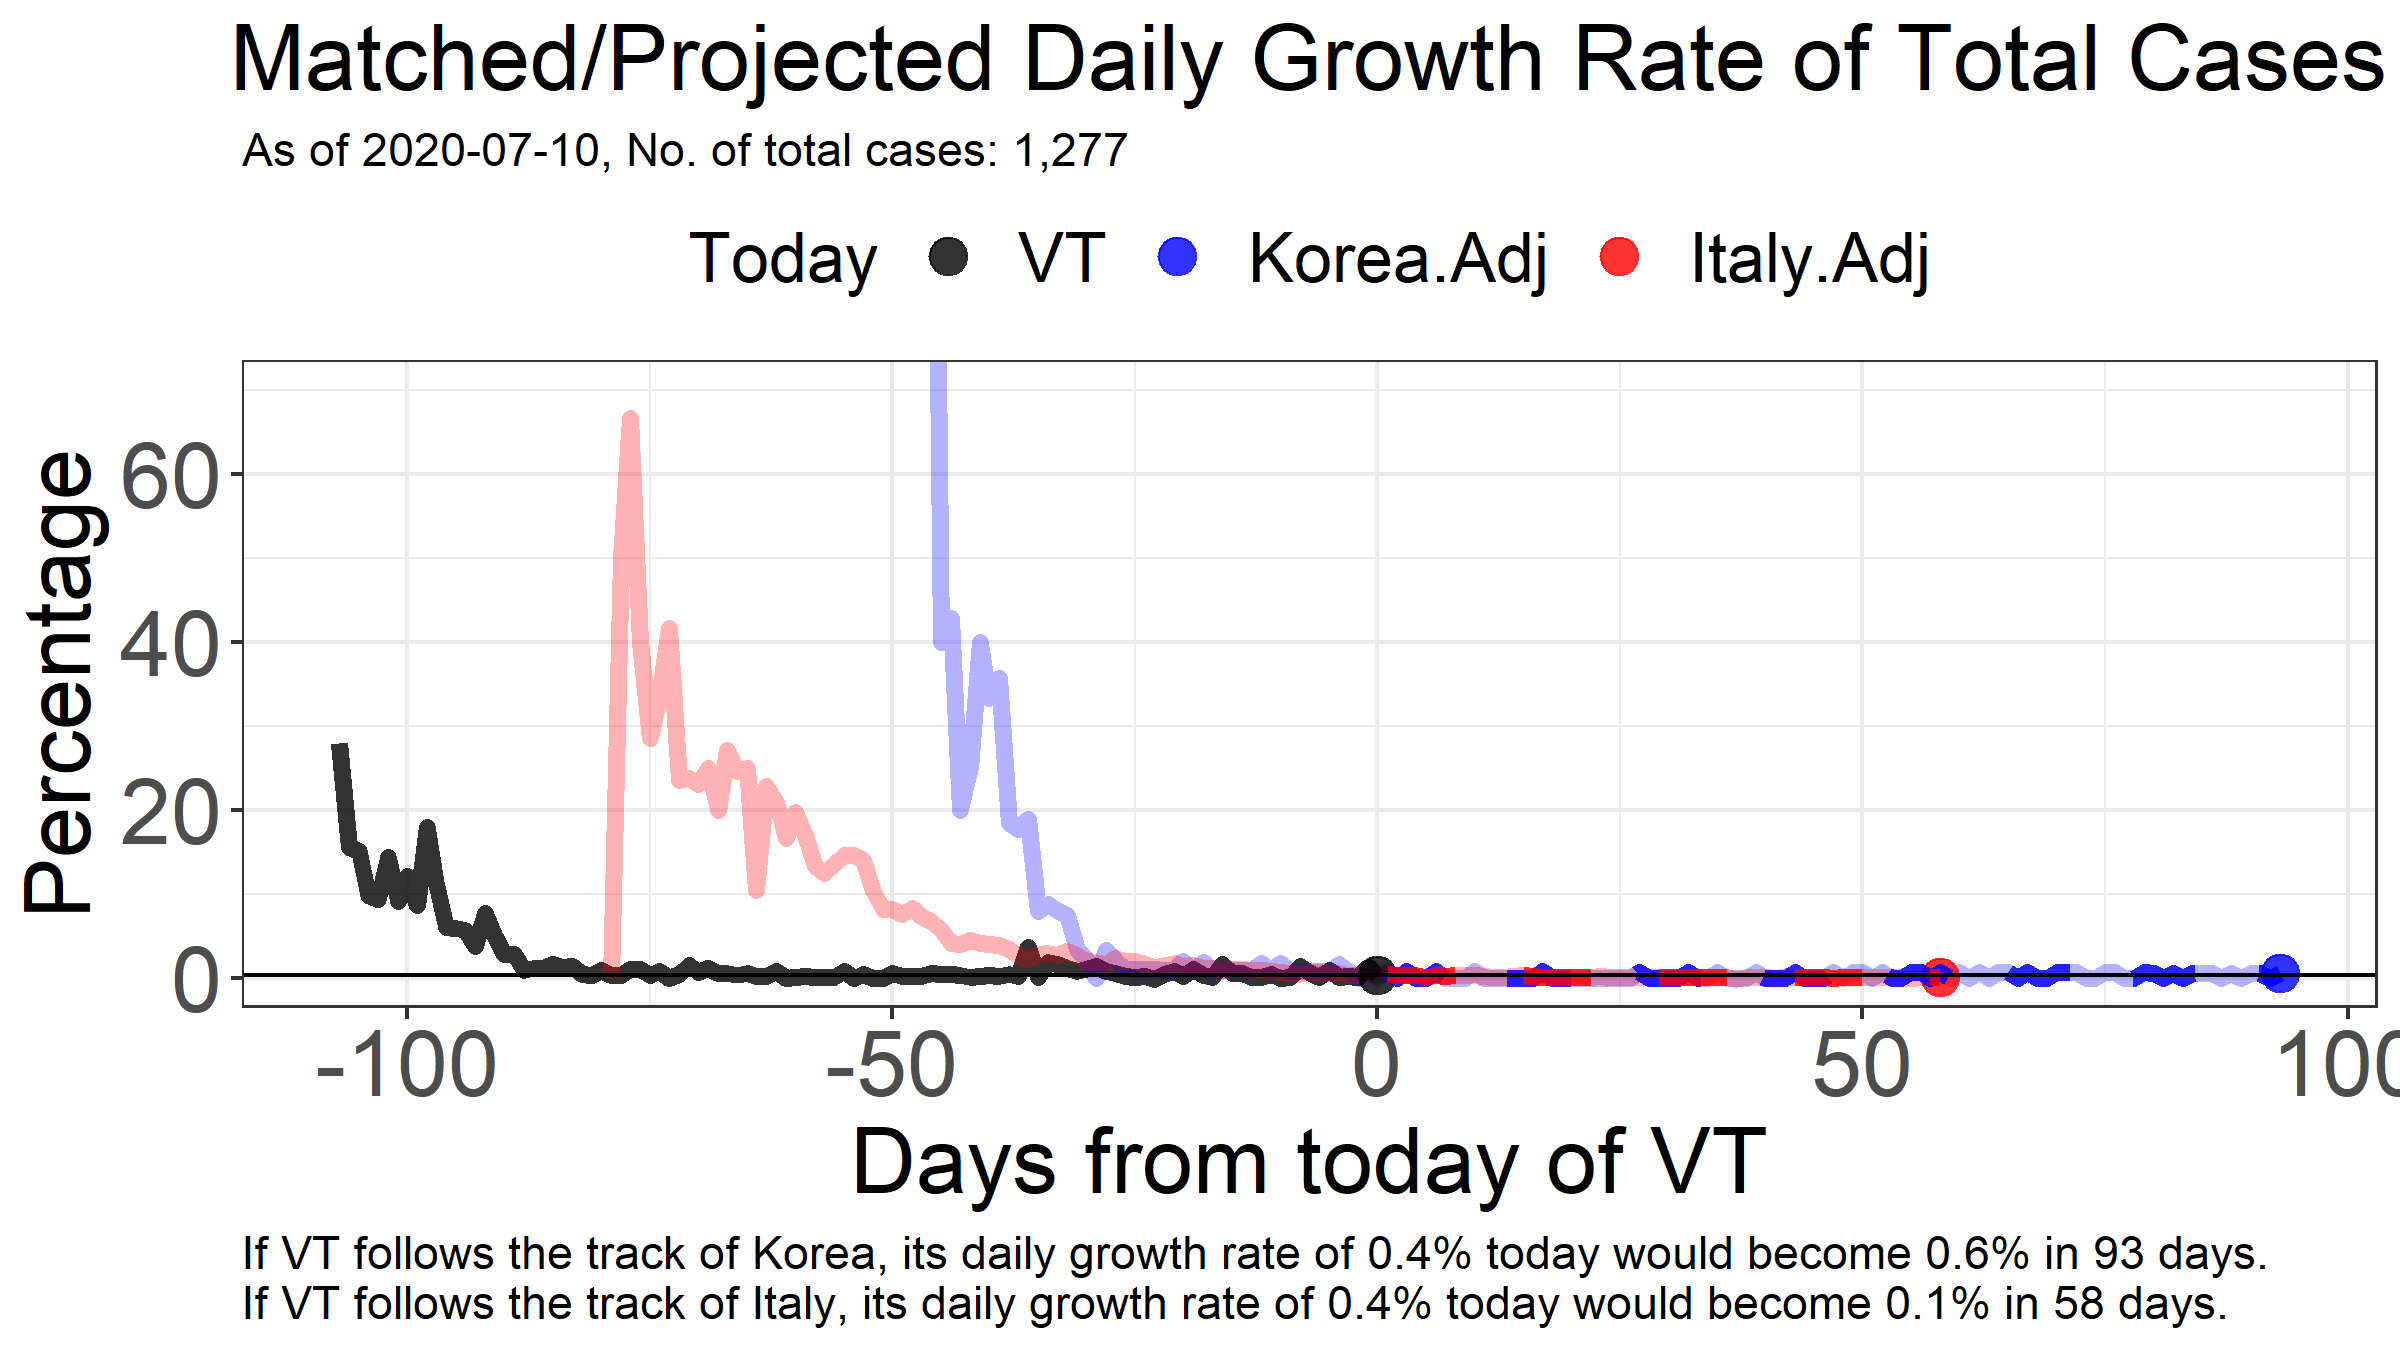 Matched/Projected Daily Growth Rate of Total Cases
As of 2020-07-10, No. of total cases: 1,277
Today VT Korea.Adj Italy.Adj
Percentage
60
40
20
0
-100 -50 0 50 100
Days from today of VT
If VT follows the track of Korea, its daily growth rate of 0.4% today would become 0.6% in 93 days.
If VT follows the track of Italy, its daily growth rate of 0.4% today would become 0.1% in 58 days.